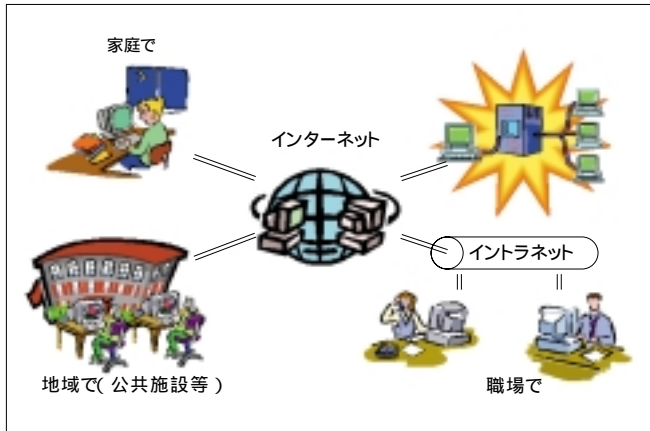 家庭で
インターネット
イントラネット
地域で(公共施設等)
職場で